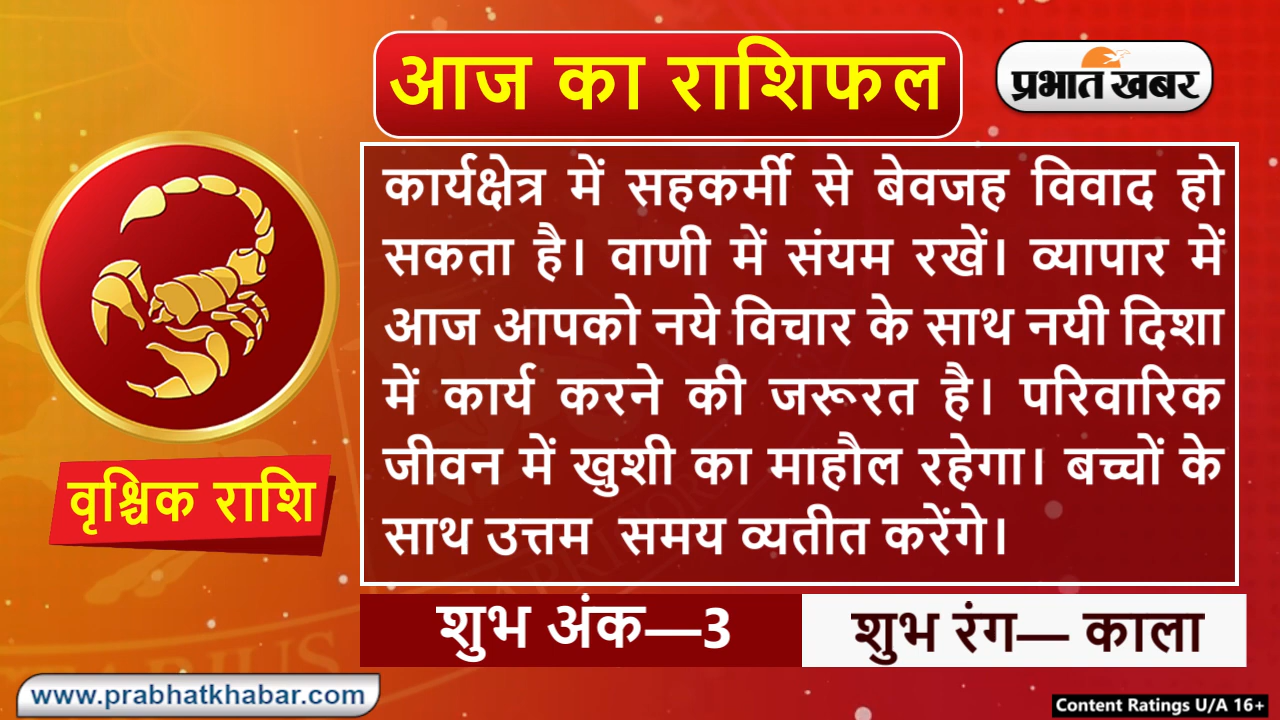 आज का राशिफल
प्रभात खबर
कार्यक्षेत्र में सहकर्मी से बेवजह विवाद हो
सकता है। वाणी में संयम रखें। व्यापार में
आज आपको नये विचार के साथ नयी दिशा
में कार्य करने की जरूरत है। परिवारिक
जीवन में खुशी का माहौल रहेगा। बच्चों के
साथ उत्तम समय व्यतीत करेंगे।
वृश्चिक राशि
शुभ अंक—3
शुभ रंग— काला
www.prabhatkhabar.com
Content Ratings U/A 16+